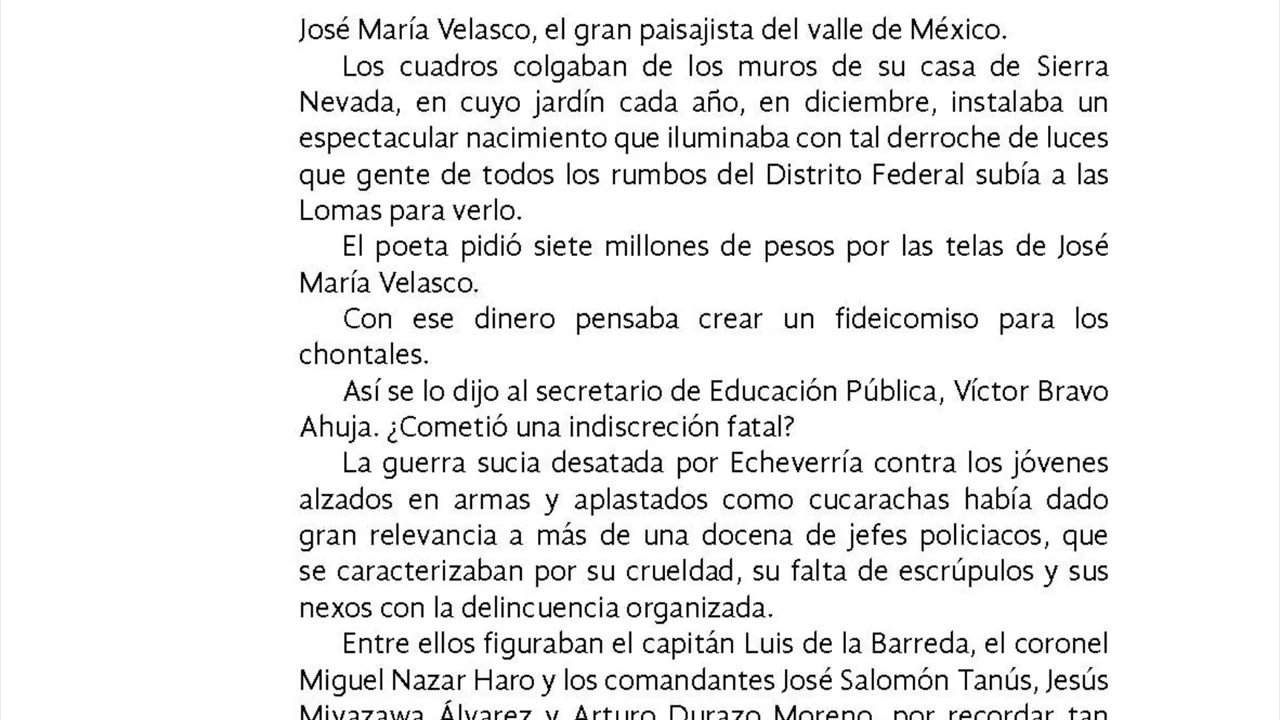 José María Velasco, el gran paisajista del valle de México.
Los cuadros colgaban de los muros de su casa de Sierra
Nevada, en cuyo jardín cada año, en diciembre, instalaba un
espectacular nacimiento que iluminaba con tal derroche de luces
que gente de todos los rumbos del Distrito Federal subía a las
Lomas para verlo.
El poeta pidió siete millones de pesos por las telas de José
María Velasco.
Con ese dinero pensaba crear un fideicomiso para los
chontales.
Así se lo dijo al secretario de Educación Pública, Víctor Bravo
Ahuja. ¿Cometió una indiscreción fatal?
La guerra sucia desatada por Echeverría contra los jóvenes
alzados en armas y aplastados como cucarachas había dado
gran relevancia a más de una docena de jefes policiacos, que
se caracterizaban por su crueldad, su falta de escrúpulos y sus
nexos con la delincuencia organizada.
Entre ellos figuraban el capitán Luis de la Barreda, el coronel
Miguel Nazar Haro y los comandantes José Salomón Tanús, Jesús
Miyazawa Álvarez y Arturo Durazo Moreno, por recordar tan